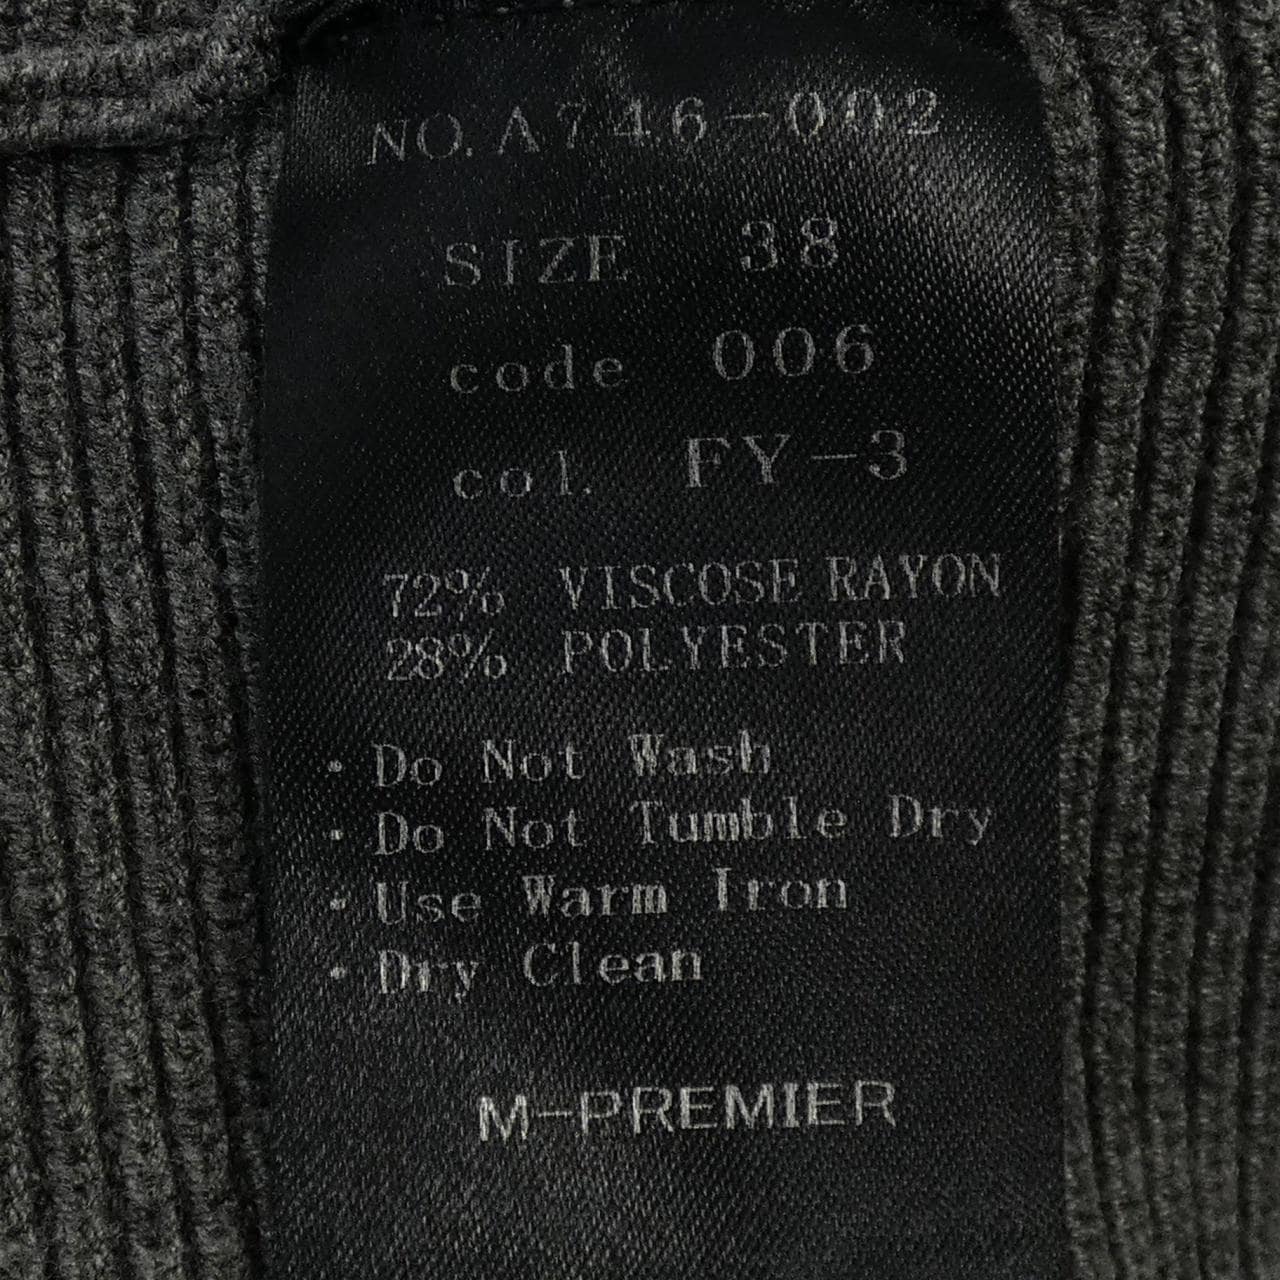 NO. A746-002
SIZE 38
code 006
col. FY-3
72% VISCOSE RAYON
28% POLYESTER
・Do Not Wash
・Do Not Tumble Dry
・Use Warm Iron
・Dry Clean
M-PREMIER